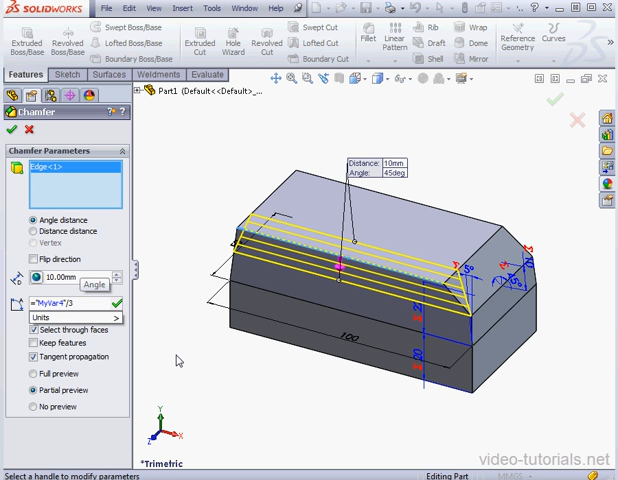 SOLIDWORKS
File Edit View Insert Tools
Extruded Boss/Base
Revolved Boss/Base
Swept Boss/Base
Lofted Boss/Base
Boundary Boss/Base
Extruded Cut
Hole Wizard
Revolved Cut
Swept Cut
Lofted Cut
Boundary Cut
Fillet
Linear Pattern
Rib
Draft
Shell
Wrap
Dome
Mirror
Reference Geometry
Curves
Features Sketch Surfaces Weldments Evaluate
Part1 (Default<<Default>_...
Chamfer
Chamfer Parameters
Edge<1>
Angle distance
Distance distance
Vertex
Flip direction
10.00mm
Angle
="MyVar4"/3
Units >
Select through faces
Keep features
Tangent propagation
Full preview
Partial preview
No preview
Distance: 10mm
Angle: 45deg
100
20
10
45°
Y
X
Z
*Trimetric
video-tutorials.net
Select a handle to modify parameters
Editing Part
MMGS